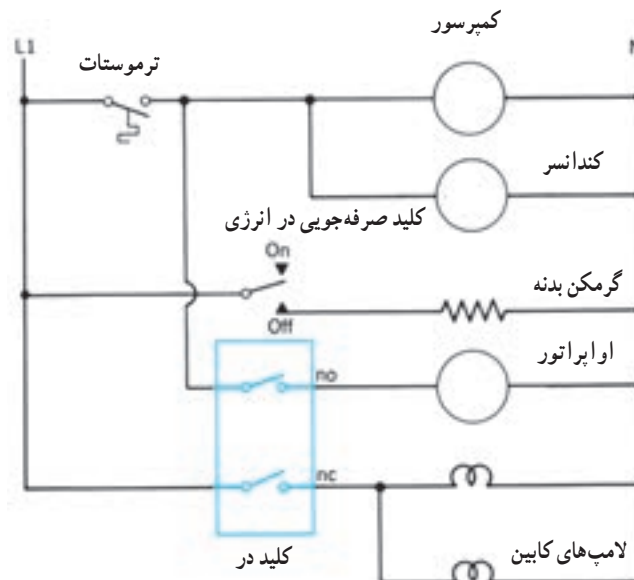 کمپرسور
L1
N
ترموستات
کندانسر
کلید صرفه‌جویی در انرژی
On
گرمکن بدنه
Off
اواپراتور
no
nc
لامپ‌های کابین
کلید در